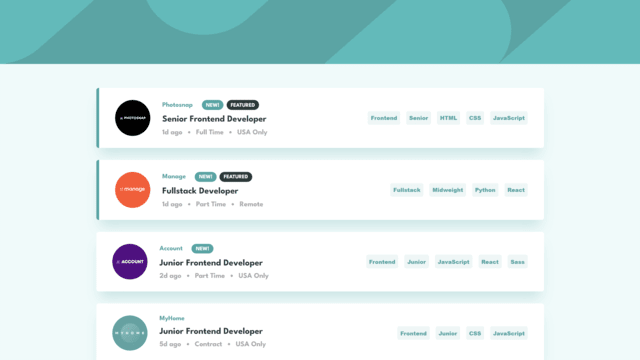 PHOTOSNAP
Photosnap NEW! FEATURED
Senior Frontend Developer
1d ago • Full Time • USA Only
Frontend Senior HTML CSS JavaScript
manage
Manage NEW! FEATURED
Fullstack Developer
1d ago • Part Time • Remote
Fullstack Midweight Python React
ACCOUNT
Account NEW!
Junior Frontend Developer
2d ago • Part Time • USA Only
Frontend Junior JavaScript React Sass
MYHOME
MyHome
Junior Frontend Developer
5d ago • Contract • USA Only
Frontend Junior CSS JavaScript